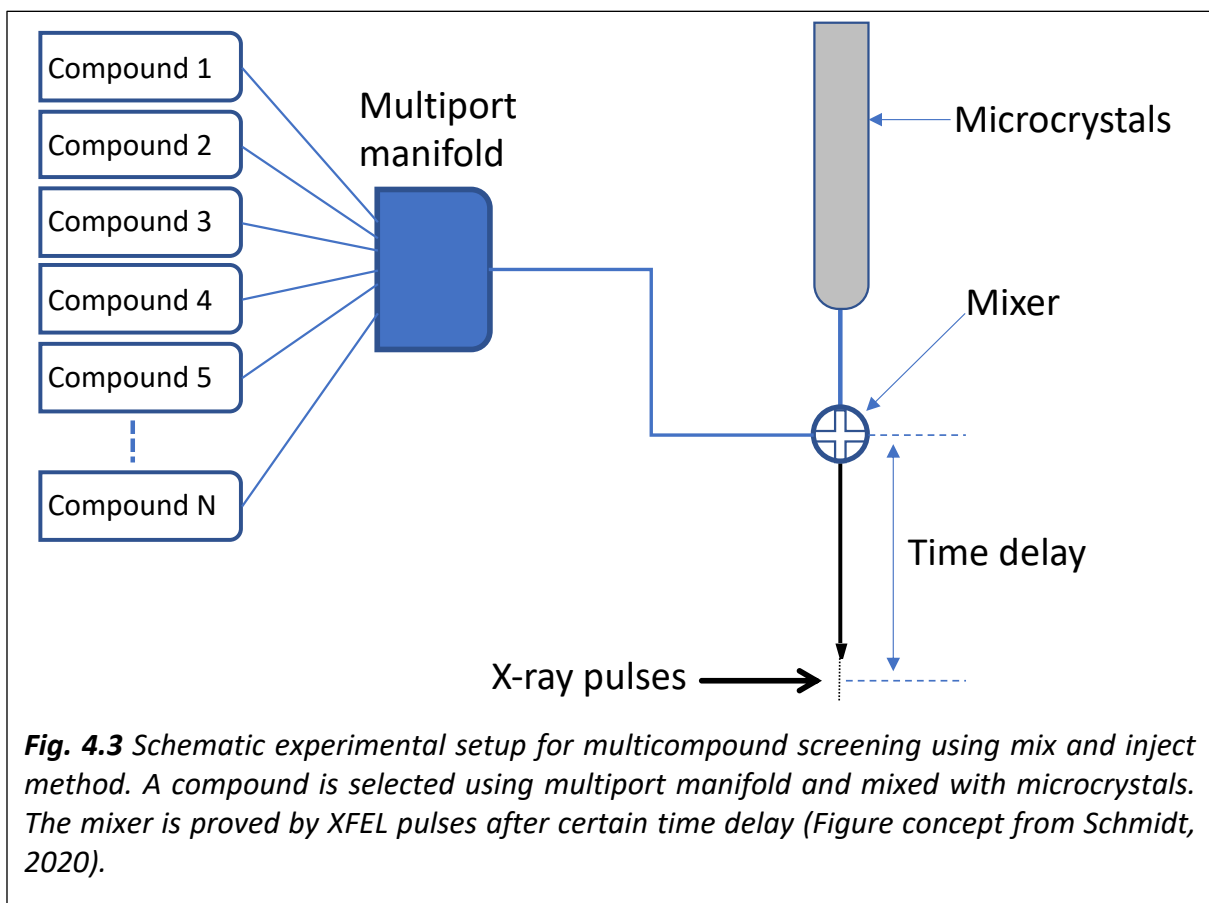 Compound 1
Compound 2
Compound 3
Compound 4
Compound 5
Compound N
Multiport
manifold
Microcrystals
Mixer
Time delay
X-ray pulses
Fig. 4.3 Schematic experimental setup for multicompound screening using mix and inject
method. A compound is selected using multiport manifold and mixed with microcrystals.
The mixer is proved by XFEL pulses after certain time delay (Figure concept from Schmidt,
2020).